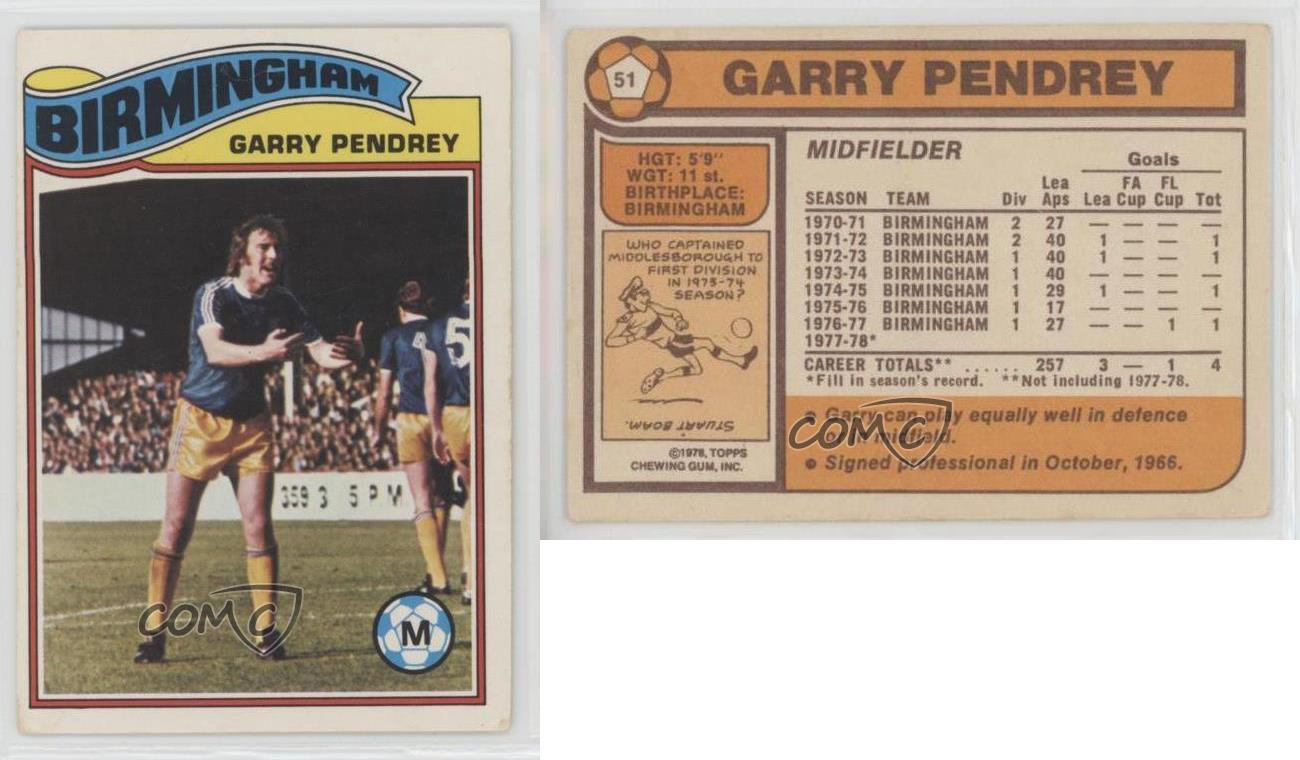 BIRMINGHAM
GARRY PENDREY
5
359 3 5 P.M.
COMC
M
51
GARRY PENDREY
HGT: 5'9"
WGT: 11 st.
BIRTHPLACE:
BIRMINGHAM
WHO CAPTAINED
MIDDLESBOROUGH TO
FIRST DIVISION
IN 1973-74
SEASON?
STUART BOAM.
©1978, TOPPS
CHEWING GUM, INC.
MIDFIELDER
Goals
Lea FA FL
SEASON TEAM Div Aps Lea Cup Cup Tot
1970-71 BIRMINGHAM 2 27 — — — —
1971-72 BIRMINGHAM 2 40 1 — — 1
1972-73 BIRMINGHAM 1 40 1 — — 1
1973-74 BIRMINGHAM 1 40 — — — —
1974-75 BIRMINGHAM 1 29 1 — — 1
1975-76 BIRMINGHAM 1 17 — — — —
1976-77 BIRMINGHAM 1 27 — — 1 1
1977-78*
CAREER TOTALS** ...... 257 3 — 1 4
*Fill in season's record. **Not including 1977-78.
• Garry can play equally well in defence
or in midfield.
• Signed professional in October, 1966.
COMC